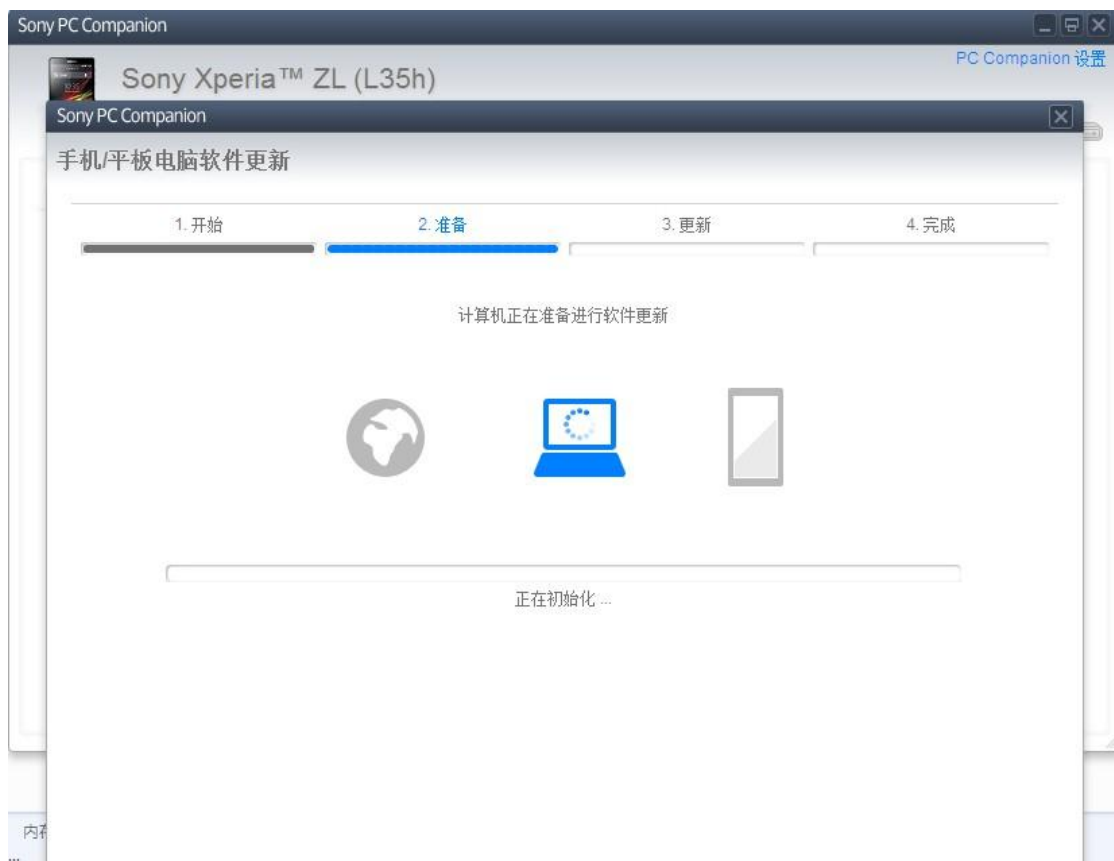 Sony PC Companion
PC Companion 设置
Sony Xperia™ ZL (L35h)
Sony PC Companion
手机/平板电脑软件更新
1. 开始
2. 准备
3. 更新
4. 完成
计算机正在准备进行软件更新
正在初始化 ...
内
...